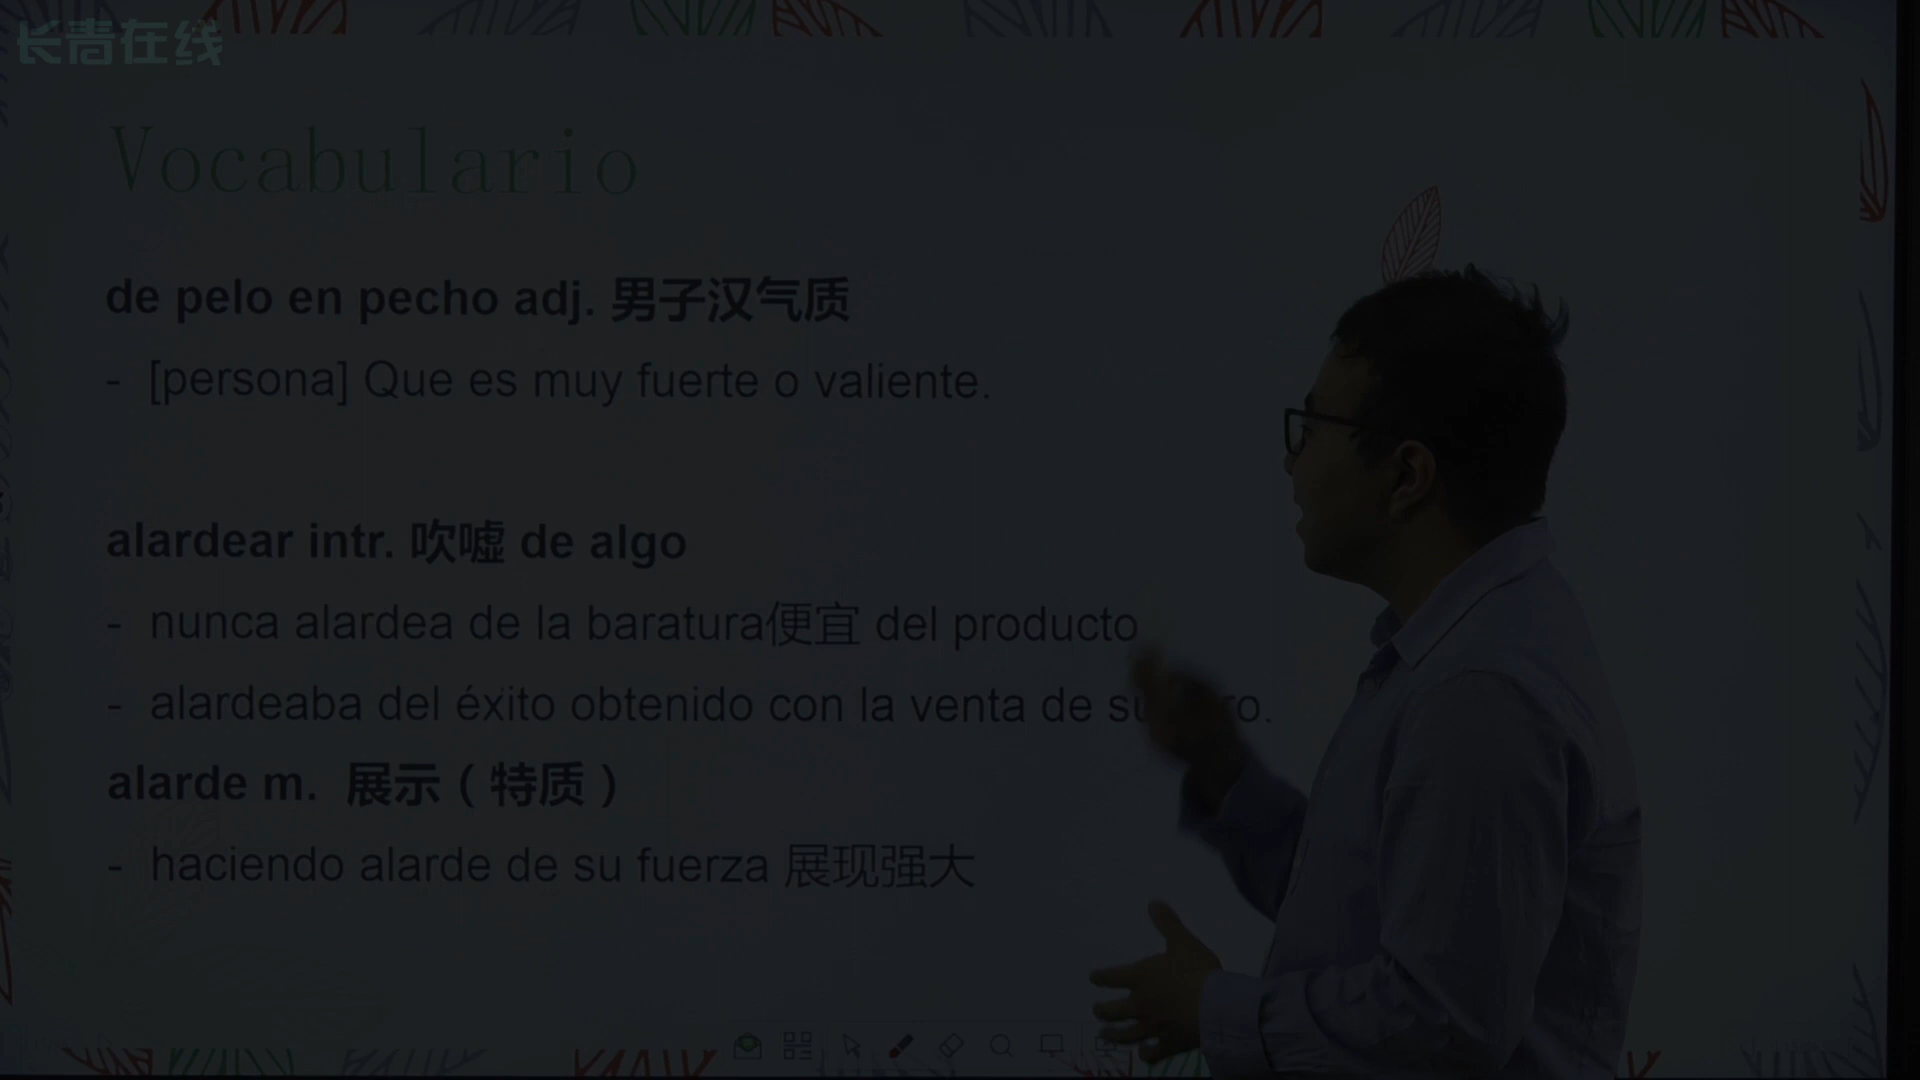 长青在线
Vocabulario
de pelo en pecho adj. 男子汉气质
- [persona] Que es muy fuerte o valiente.
alardear intr. 吹嘘 de algo
- nunca alardea de la baratura便宜 del producto
- alardeaba del éxito obtenido con la venta de
alarde m. 展示（特质）
- haciendo alarde de su fuerza 展现强大